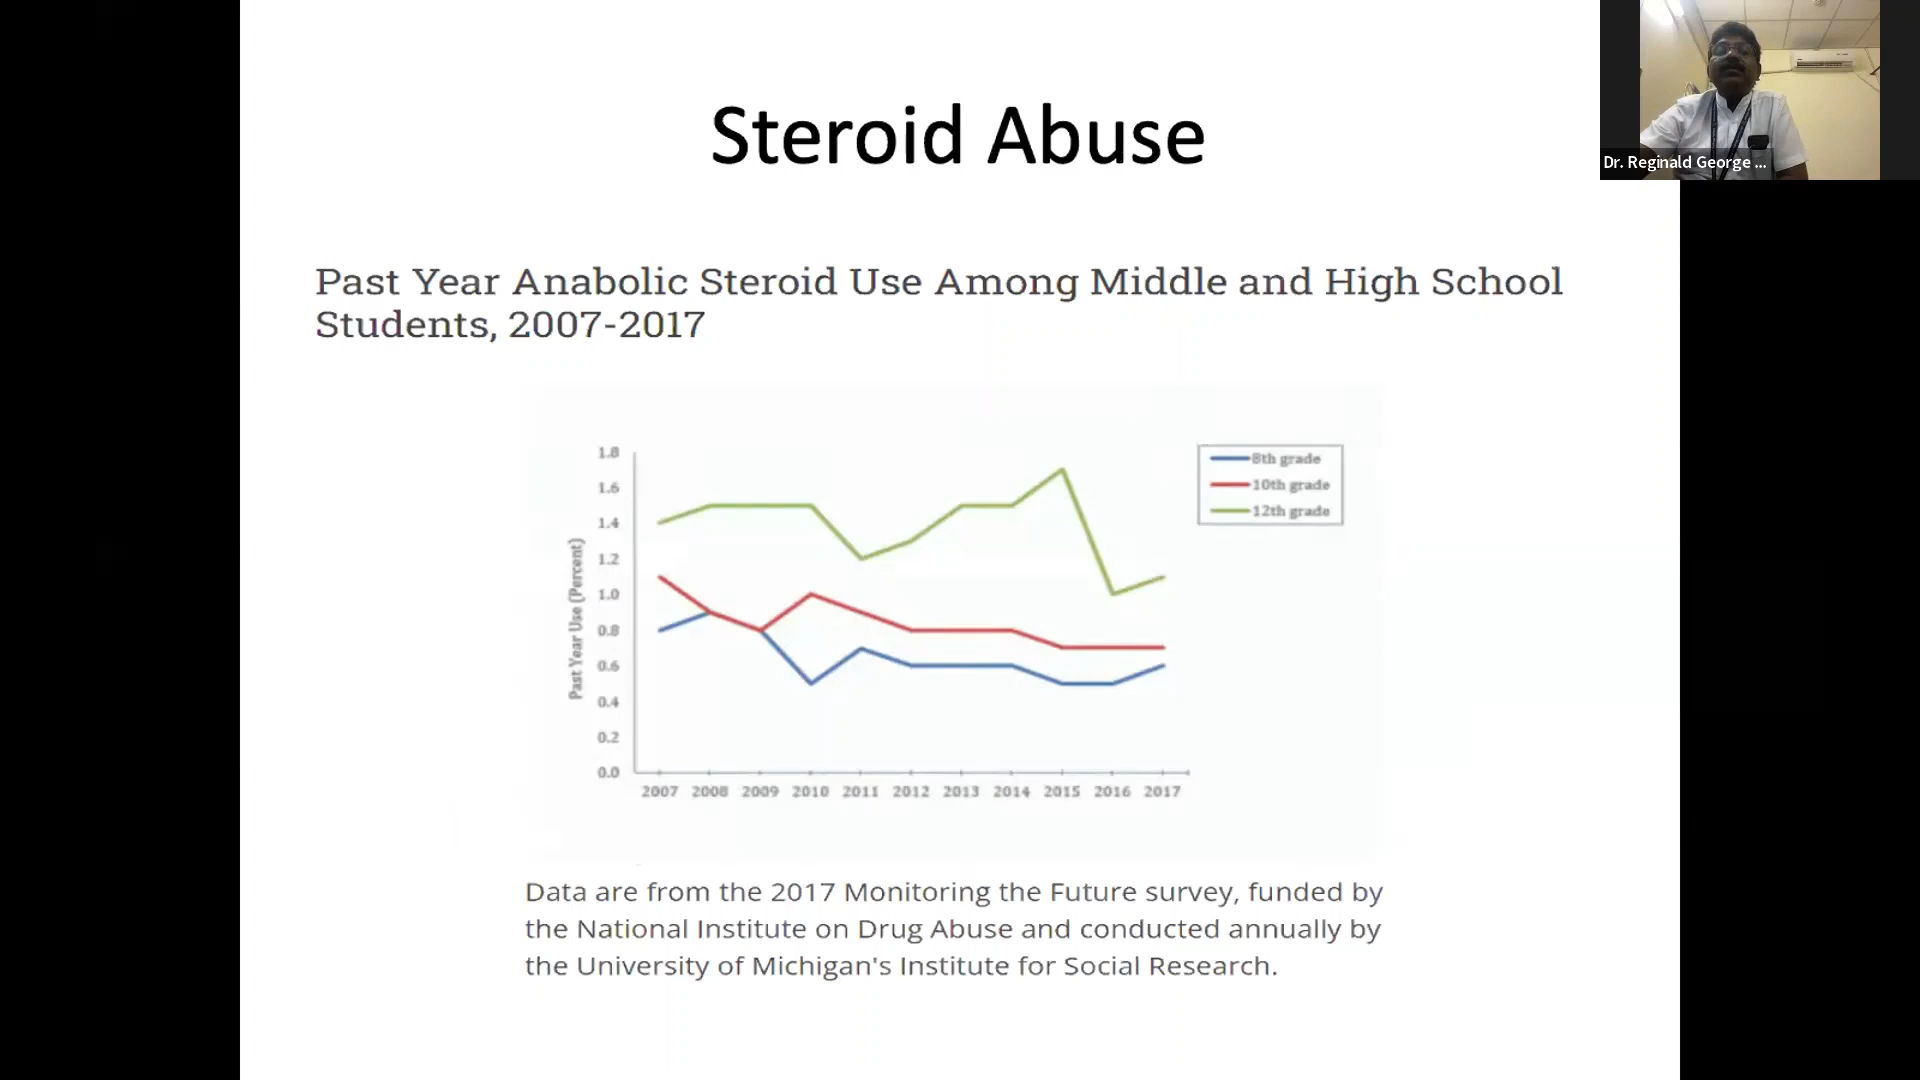 Steroid Abuse
Dr. Reginald George ...
Past Year Anabolic Steroid Use Among Middle and High School
Students, 2007-2017
Past Year Use (Percent)
1.8
1.6
1.4
1.2
1.0
0.8
0.6
0.4
0.2
0.0
2007 2008 2009 2010 2011 2012 2013 2014 2015 2016 2017
8th grade
10th grade
12th grade
Data are from the 2017 Monitoring the Future survey, funded by
the National Institute on Drug Abuse and conducted annually by
the University of Michigan's Institute for Social Research.